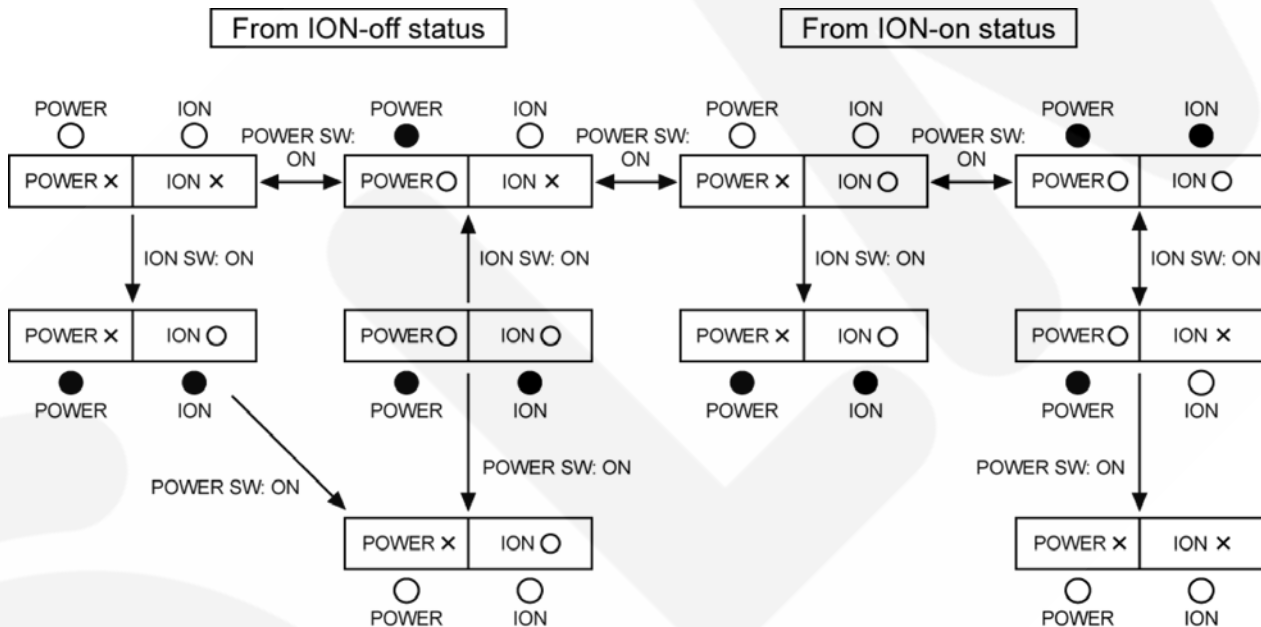 From ION-off status From ION-on status
POWER ION POWER ION POWER ION POWER ION
POWER SW: ON POWER SW: ON POWER SW: ON
POWER × ION × POWER ○ ION × POWER × ION ○ POWER ○ ION ○
ION SW: ON ION SW: ON ION SW: ON ION SW: ON
POWER × ION ○ POWER ○ ION ○ POWER × ION ○ POWER ○ ION ×
POWER ION POWER ION POWER ION POWER ION
POWER SW: ON POWER SW: ON POWER SW: ON
POWER × ION ○ POWER × ION ×
POWER ION POWER ION